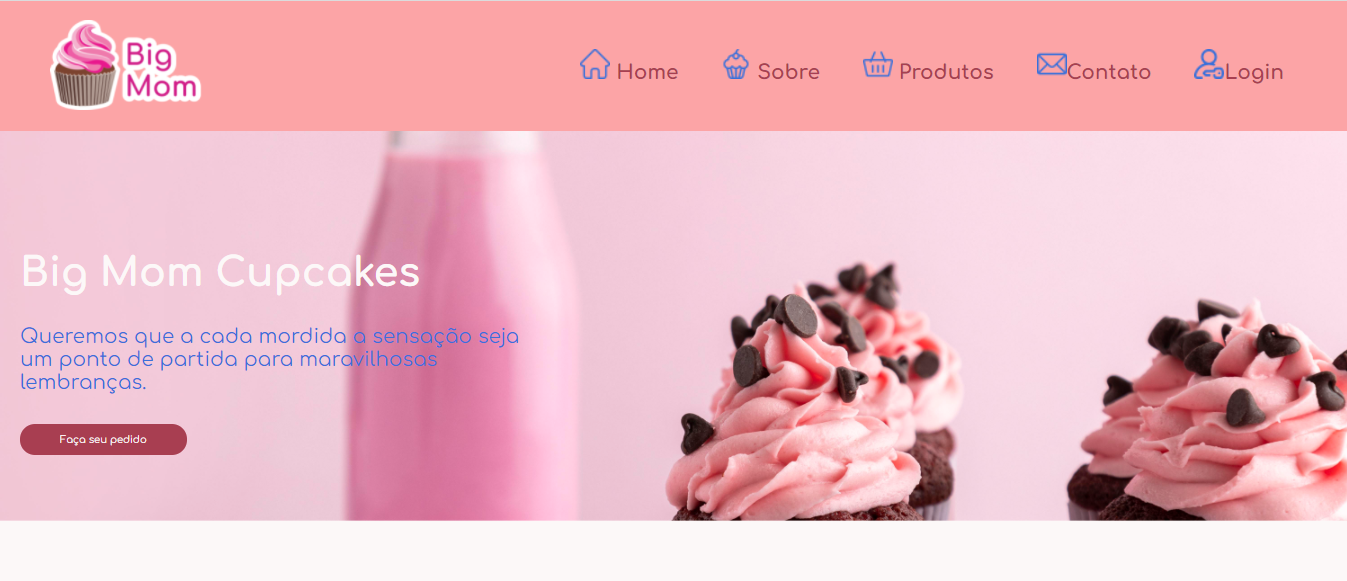 Big
Mom
Home
Sobre
Produtos
Contato
Login
Big Mom Cupcakes
Queremos que a cada mordida a sensação seja
um ponto de partida para maravilhosas
lembranças.
Faça seu pedido